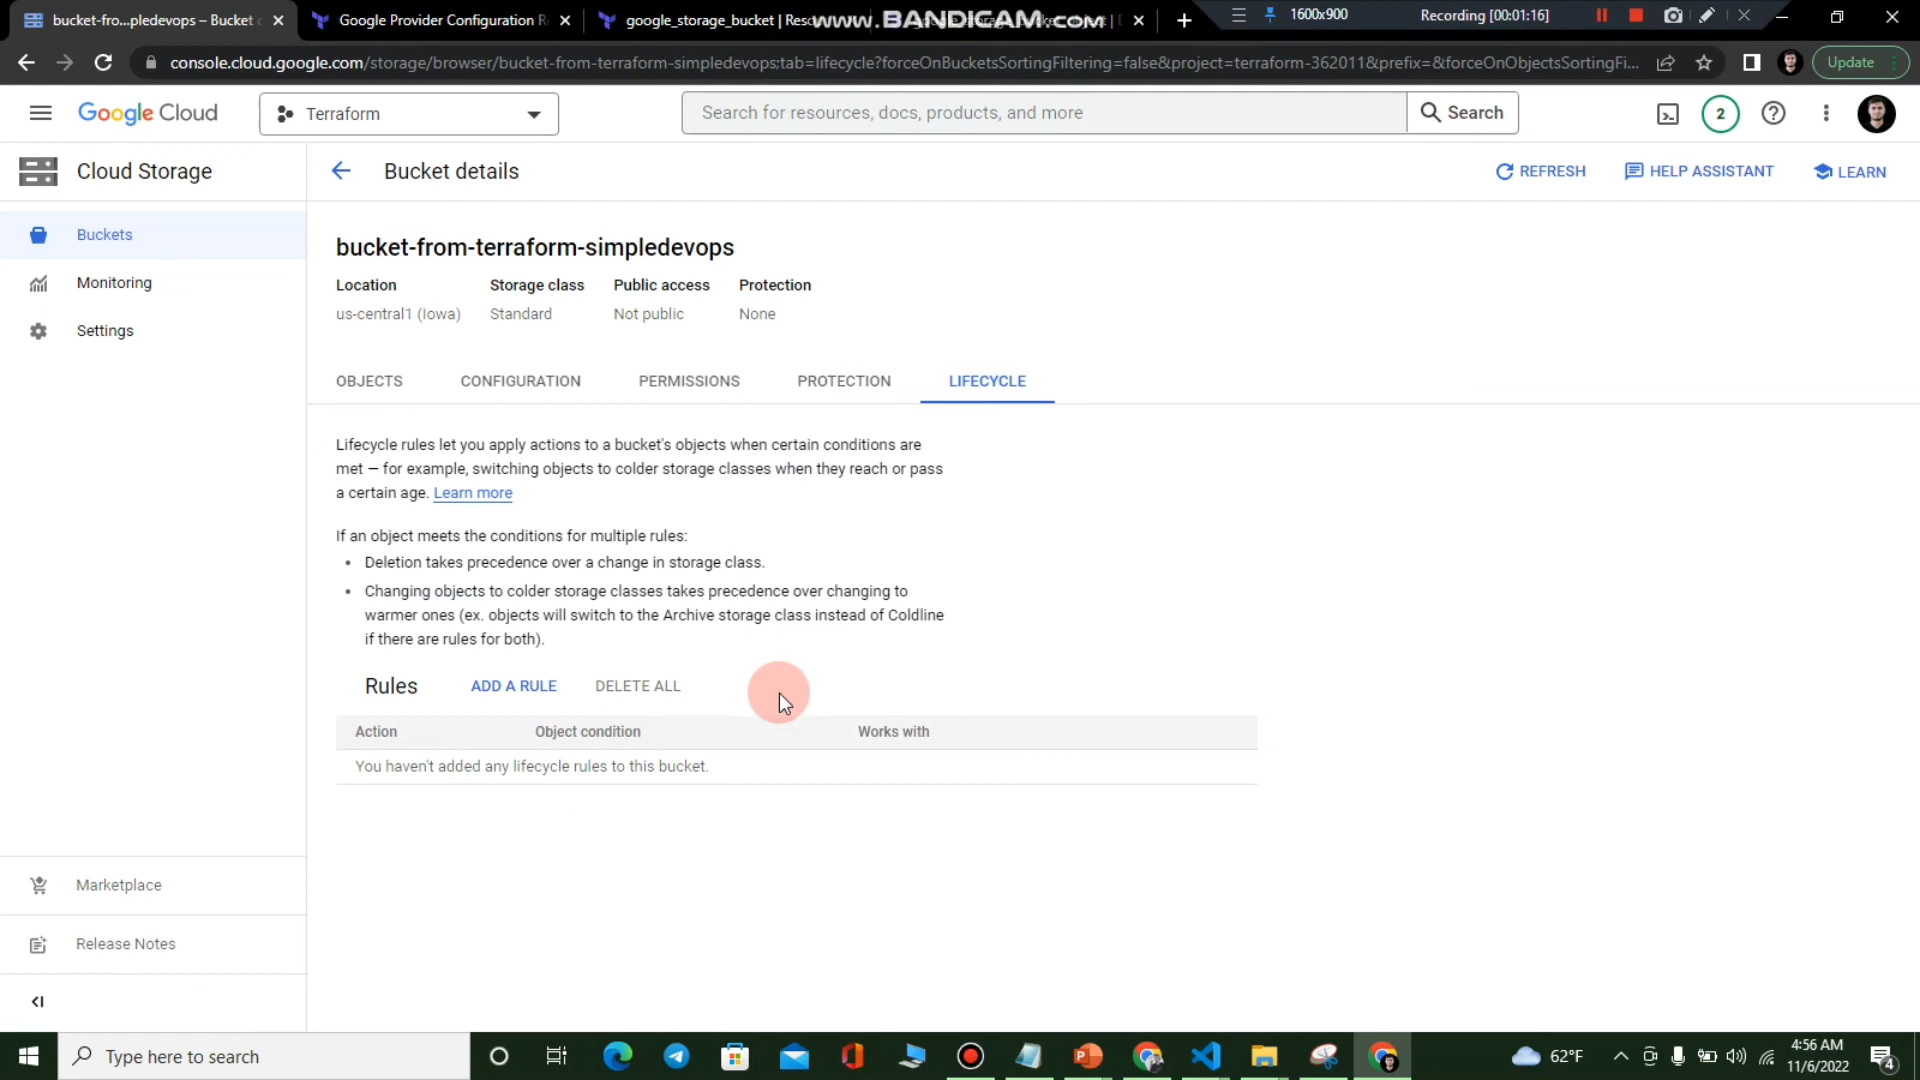 bucket-fro...pledevops – Bucket
Google Provider Configuration R
google_storage_bucket | Res
www.BANDICAM.COM
1600x900
Recording [00:01:16]
console.cloud.google.com/storage/browser/bucket-from-terraform-simpledevops;tab=lifecycle?forceOnBucketsSortingFiltering=false&project=terraform-362011&prefix=&forceOnObjectsSortingFi...
Update
Google Cloud
Terraform
Search for resources, docs, products, and more
Search
2
Cloud Storage
Bucket details
REFRESH
HELP ASSISTANT
LEARN
Buckets
Monitoring
Settings
bucket-from-terraform-simpledevops
Location
Storage class
Public access
Protection
us-central1 (Iowa)
Standard
Not public
None
OBJECTS
CONFIGURATION
PERMISSIONS
PROTECTION
LIFECYCLE
Lifecycle rules let you apply actions to a bucket's objects when certain conditions are
met — for example, switching objects to colder storage classes when they reach or pass
a certain age. Learn more
If an object meets the conditions for multiple rules:
• Deletion takes precedence over a change in storage class.
• Changing objects to colder storage classes takes precedence over changing to
warmer ones (ex. objects will switch to the Archive storage class instead of Coldline
if there are rules for both).
Rules
ADD A RULE
DELETE ALL
Action
Object condition
Works with
You haven't added any lifecycle rules to this bucket.
Marketplace
Release Notes
Type here to search
62°F
4:56 AM
11/6/2022
4